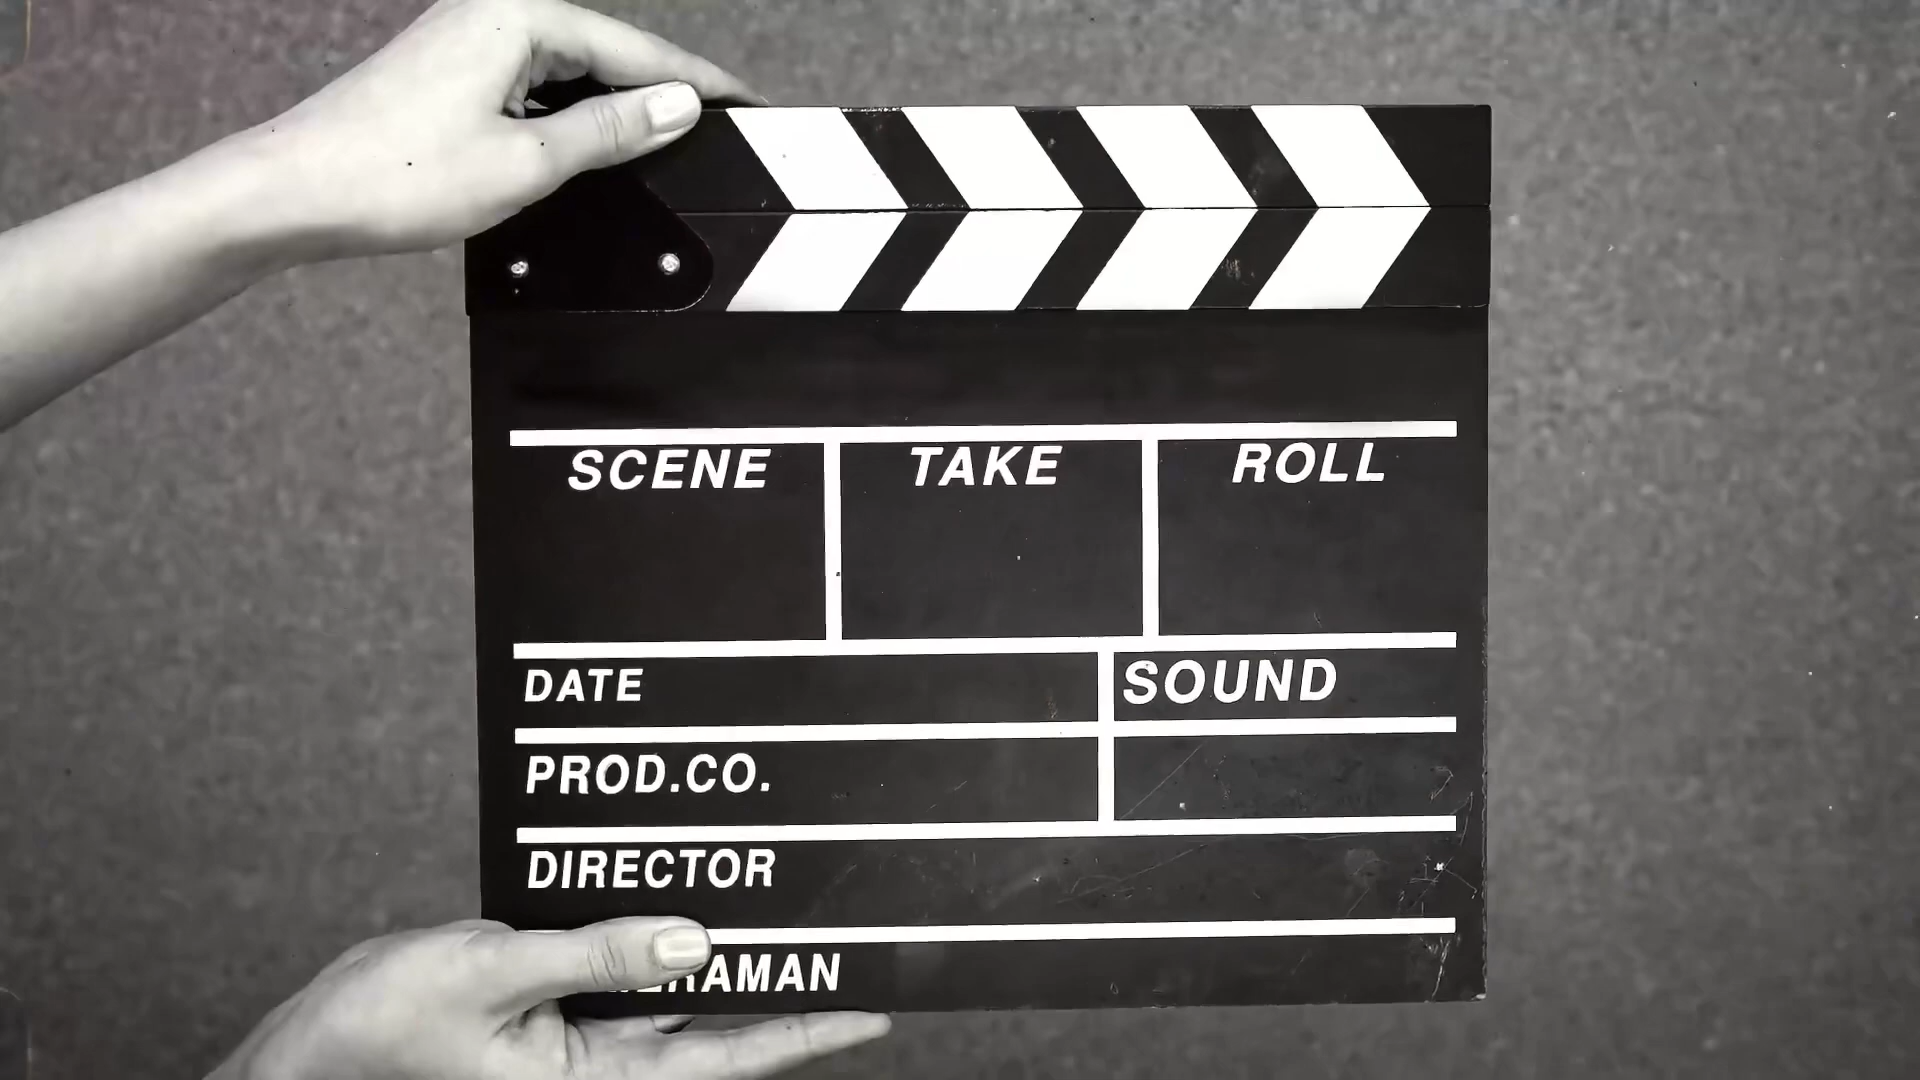 SCENE TAKE ROLL
DATE SOUND
PROD.CO.
DIRECTOR